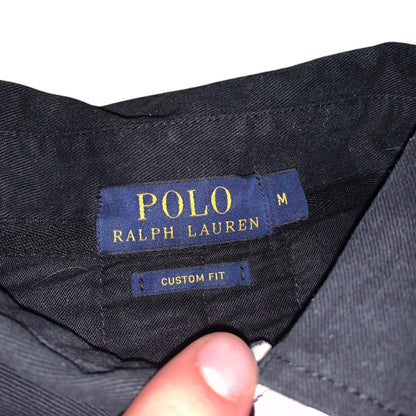 POLO
RALPH LAUREN
M
CUSTOM FIT